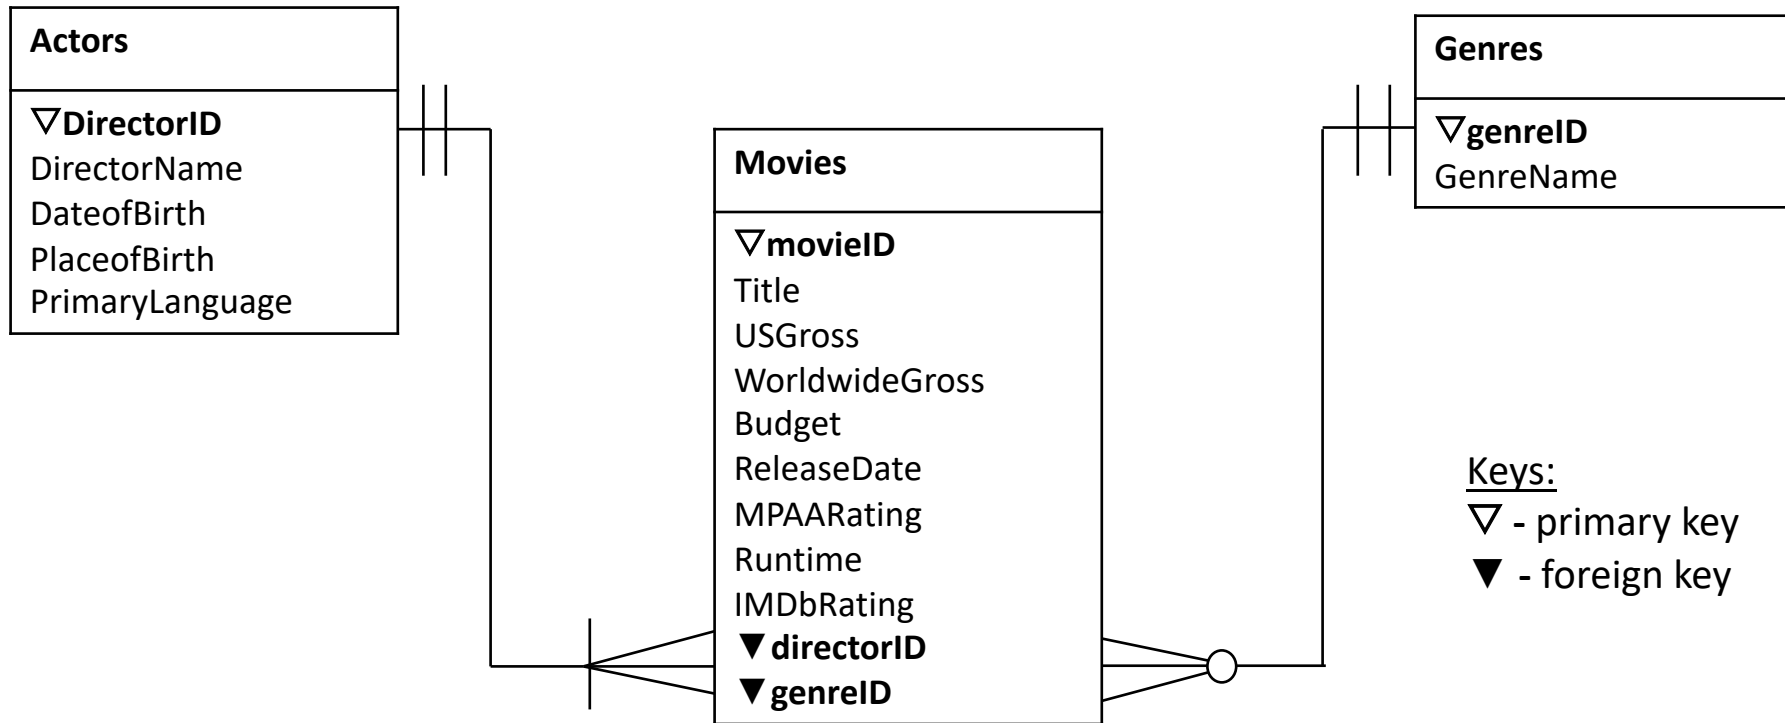 Actors
▽DirectorID
DirectorName
DateofBirth
PlaceofBirth
PrimaryLanguage
Movies
▽movieID
Title
USGross
WorldwideGross
Budget
ReleaseDate
MPAARating
Runtime
IMDbRating
▼directorID
▼genreID
Genres
▽genreID
GenreName
Keys:
▽ - primary key
▼ - foreign key